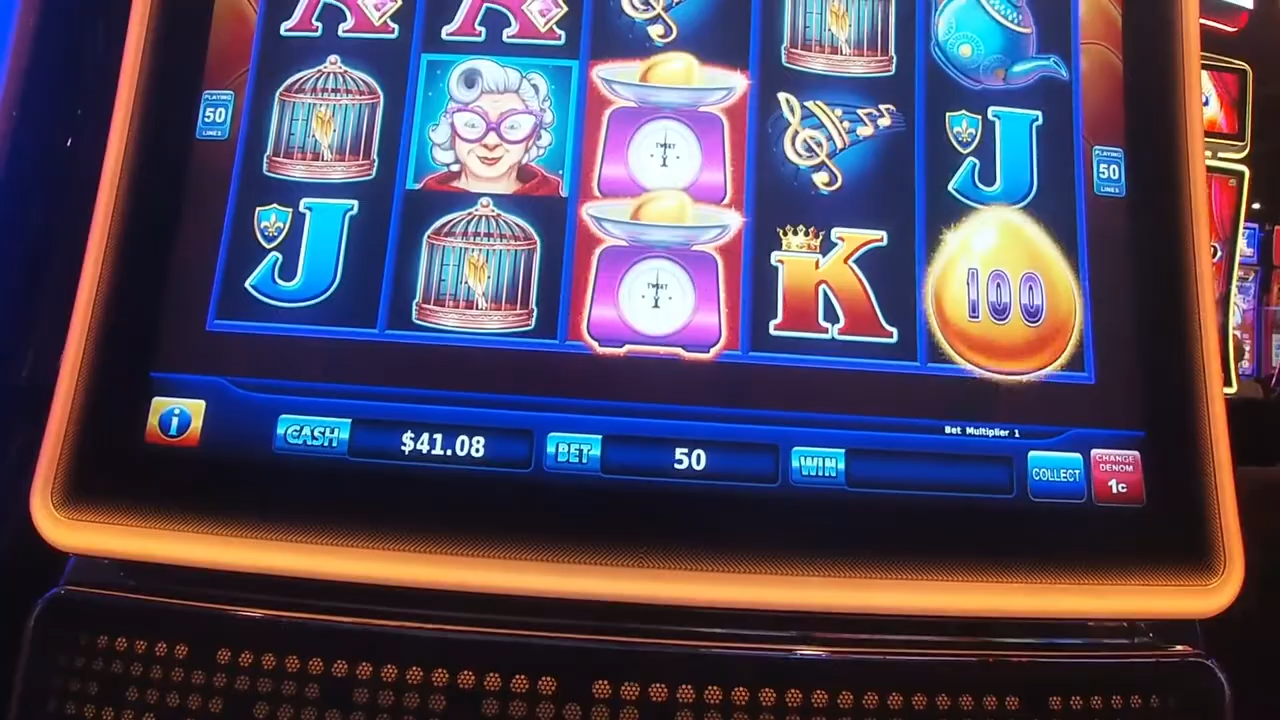 PLAYING
50
LINES
TWEET
J
PLAYING
50
LINES
J
TWEET
K
100
Bet Multiplier 1
CASH
$41.08
BET
50
WIN
COLLECT
CHANGE
DENOM
1c